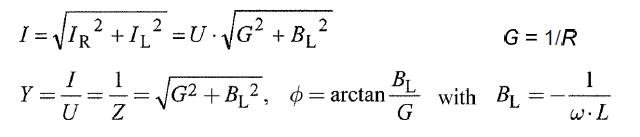 I = √(I_R² + I_L²) = U · √(G² + B_L²) G = 1/R
Y = I/U = 1/Z = √(G² + B_L²), ϕ = arctan B_L/G with B_L = − 1/(ω · L)